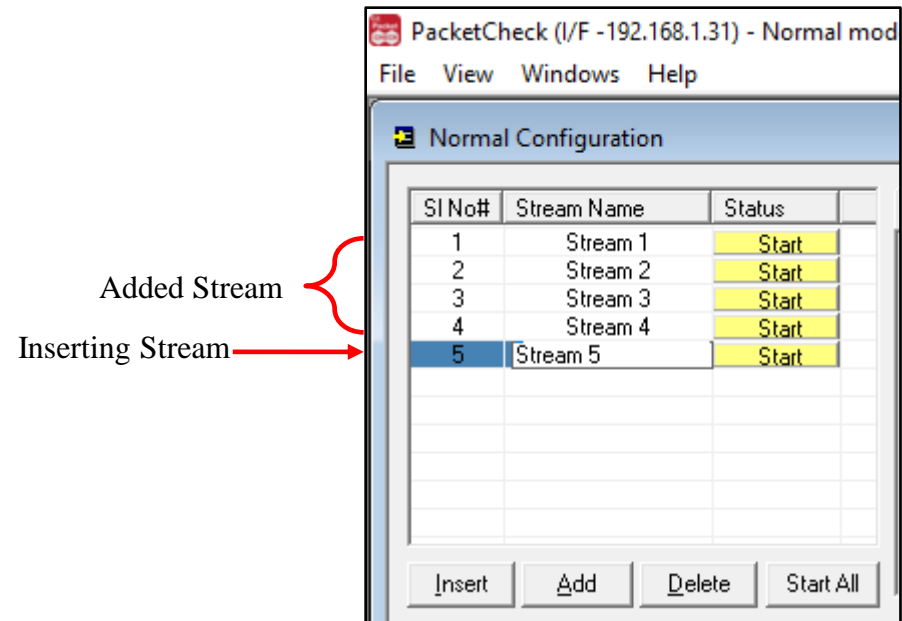 PacketCheck (I/F -192.168.1.31) - Normal mod
File View Windows Help
Normal Configuration
Sl No# Stream Name Status
1 Stream 1 Start
2 Stream 2 Start
3 Stream 3 Start
4 Stream 4 Start
5 Stream 5 Start
Added Stream
Inserting Stream
Insert Add Delete Start All